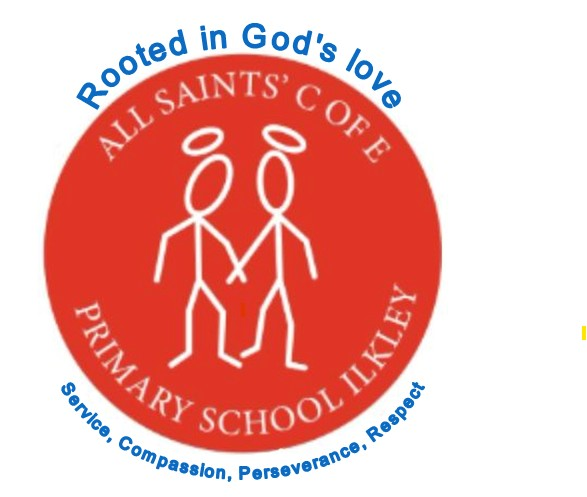 Rooted in God's love
ALL SAINTS' C OF E
PRIMARY SCHOOL ILKLEY
Service, Compassion, Perseverance, Respect